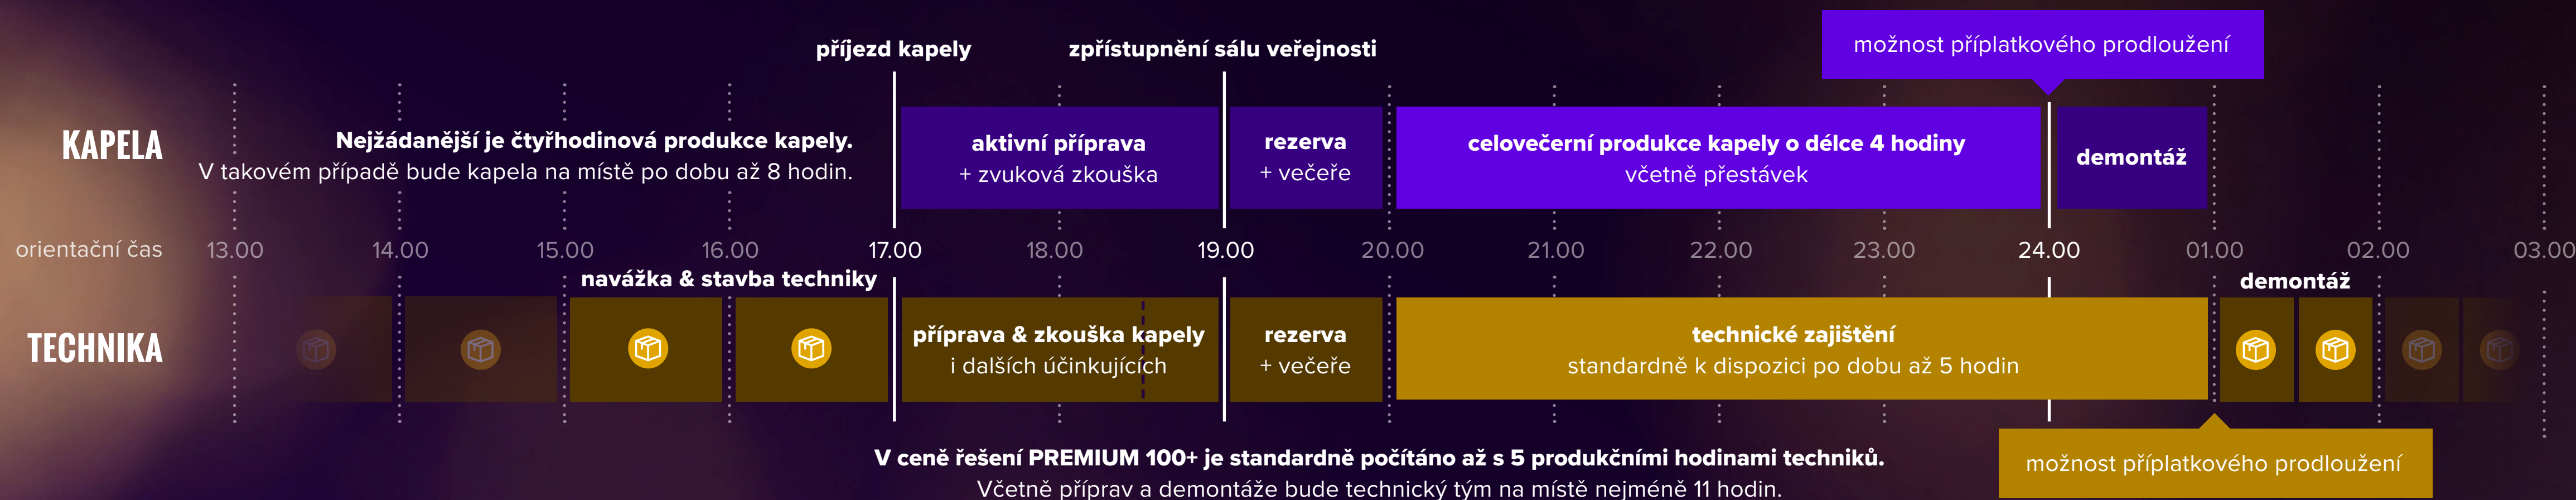 možnost příplatkového prodloužení
příjezd kapely
zpřístupnění sálu veřejnosti
KAPELA
Nejžádanější je čtyřhodinová produkce kapely.
V takovém případě bude kapela na místě po dobu až 8 hodin.
aktivní příprava
+ zvuková zkouška
rezerva
+ večeře
celovečerní produkce kapely o délce 4 hodiny
včetně přestávek
demontáž
orientační čas
13.00
14.00
15.00
16.00
17.00
18.00
19.00
20.00
21.00
22.00
23.00
24.00
01.00
02.00
03.00
navážka & stavba techniky
demontáž
TECHNIKA
příprava & zkouška kapely
i dalších účinkujících
rezerva
+ večeře
technické zajištění
standardně k dispozici po dobu až 5 hodin
možnost příplatkového prodloužení
V ceně řešení PREMIUM 100+ je standardně počítáno až s 5 produkčními hodinami techniků.
Včetně příprav a demontáže bude technický tým na místě nejméně 11 hodin.